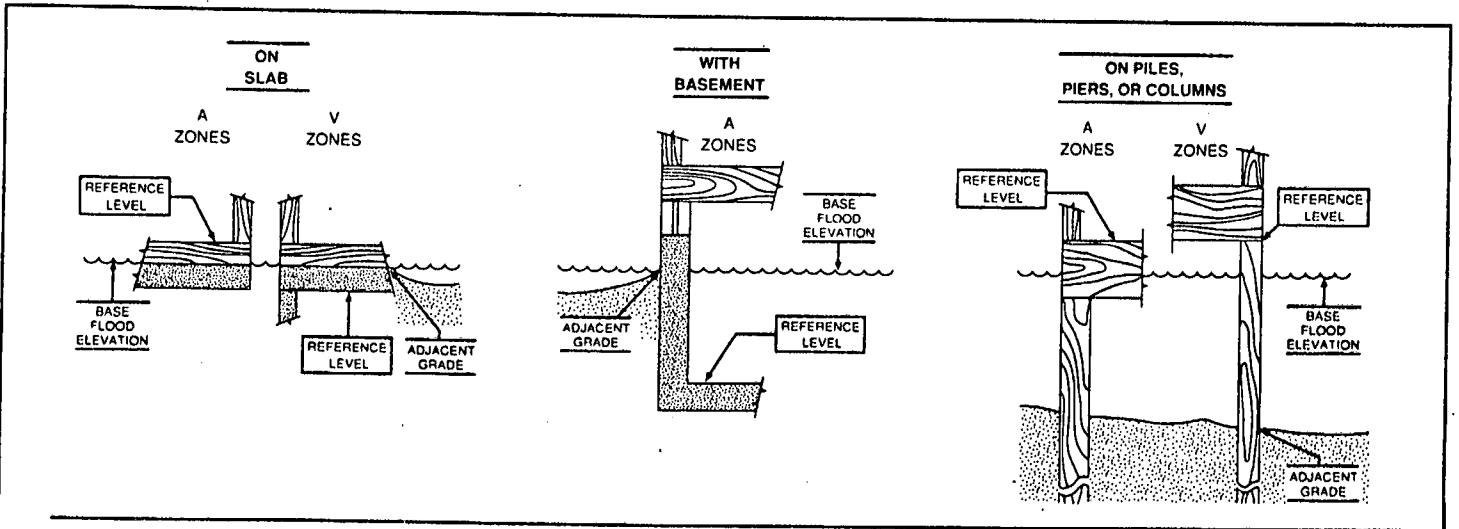 ON
SLAB
A
ZONES
V
ZONES
REFERENCE
LEVEL
BASE
FLOOD
ELEVATION
REFERENCE
LEVEL
ADJACENT
GRADE
WITH
BASEMENT
A
ZONES
BASE
FLOOD
ELEVATION
ADJACENT
GRADE
REFERENCE
LEVEL
ON PILES,
PIERS, OR COLUMNS
A
ZONES
V
ZONES
REFERENCE
LEVEL
REFERENCE
LEVEL
BASE
FLOOD
ELEVATION
ADJACENT
GRADE